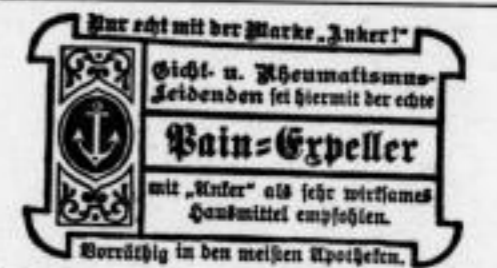 Nur echt mit der Marke „Anker!“
Gicht- u. Rheumatismus-
Leidenden sei hiermit der echte
Pain=Expeller
mit „Anker“ als sehr wirksames
Hausmittel empfohlen.
Vorräthig in den meisten Apotheken.